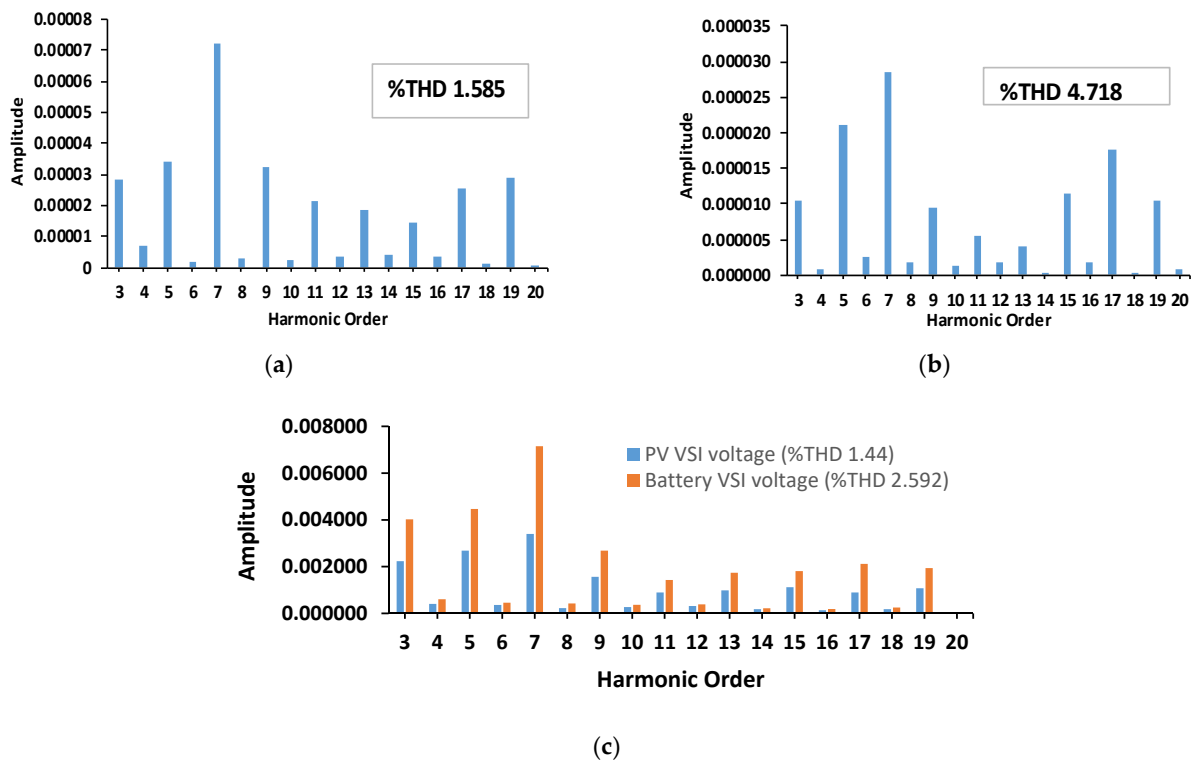 0.00008
0.00007
0.00006
0.00005
0.00004
0.00003
0.00002
0.00001
0
Amplitude
%THD 1.585
3 4 5 6 7 8 9 10 11 12 13 14 15 16 17 18 19 20
Harmonic Order
(a)
0.000035
0.000030
0.000025
0.000020
0.000015
0.000010
0.000005
0.000000
Amplitude
%THD 4.718
3 4 5 6 7 8 9 10 11 12 13 14 15 16 17 18 19 20
Harmonic Order
(b)
0.008000
0.006000
0.004000
0.002000
0.000000
Amplitude
PV VSI voltage (%THD 1.44)
Battery VSI voltage (%THD 2.592)
3 4 5 6 7 8 9 10 11 12 13 14 15 16 17 18 19 20
Harmonic Order
(c)